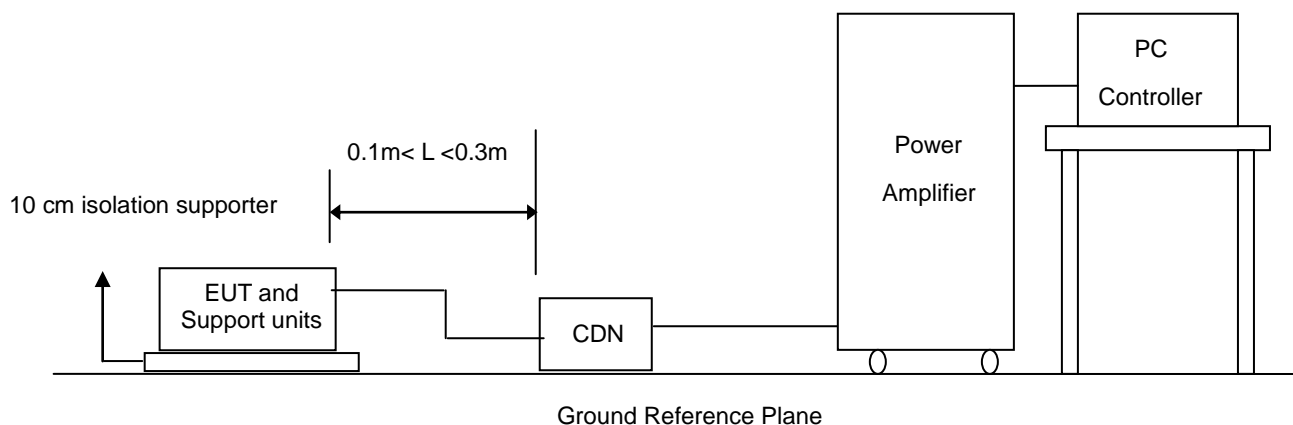 PC
Controller
Power
Amplifier
0.1m< L <0.3m
10 cm isolation supporter
EUT and
Support units
CDN
Ground Reference Plane